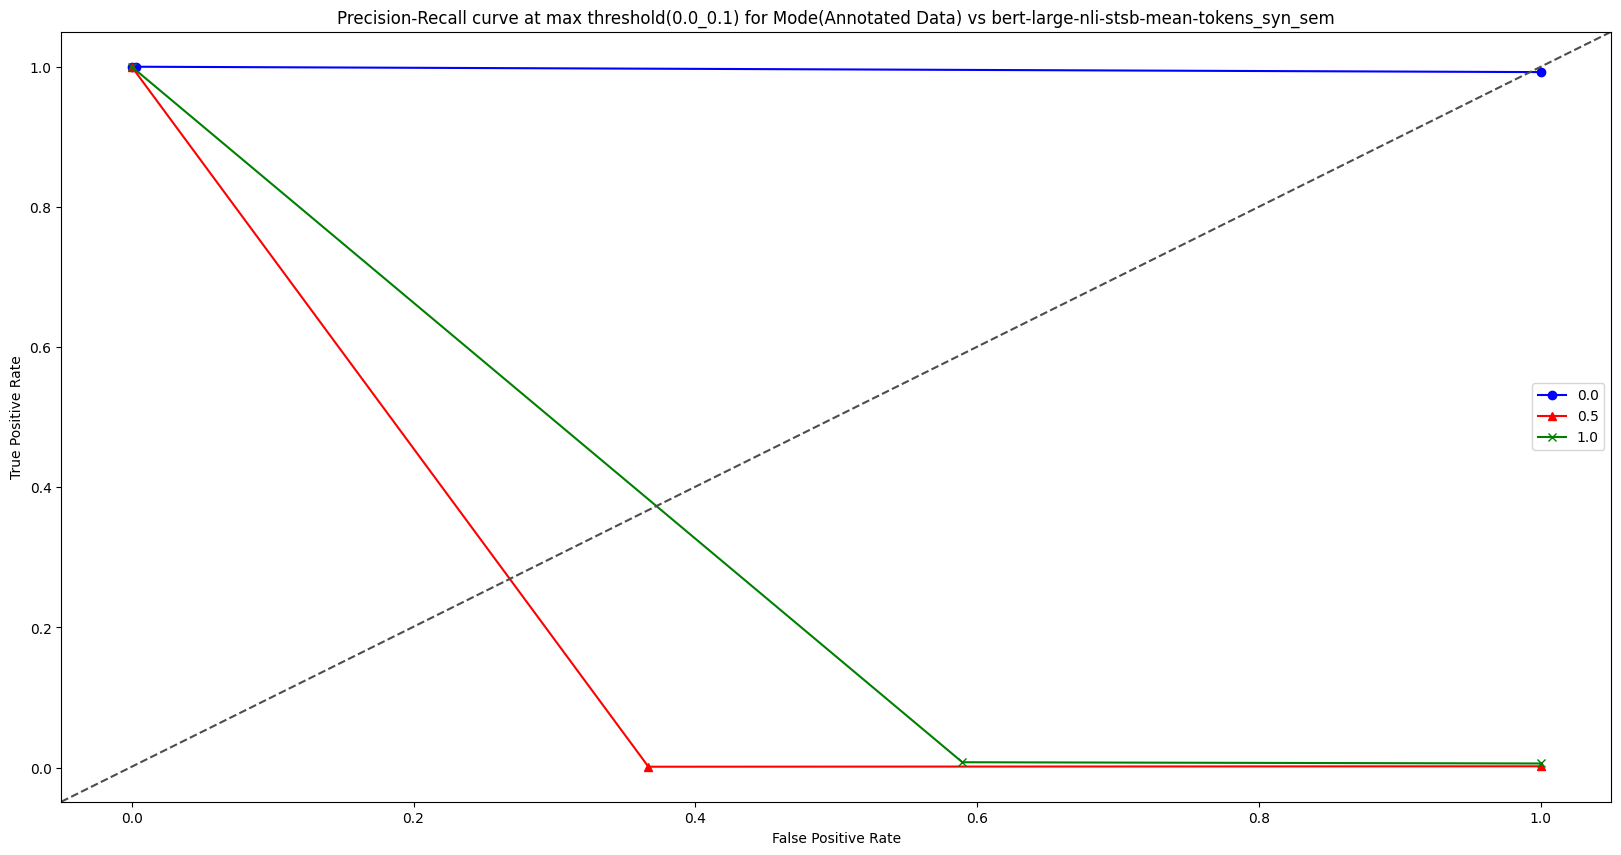 Precision-Recall curve at max threshold(0.0_0.1) for Mode(Annotated Data) vs bert-large-nli-stsb-mean-tokens_syn_sem
1.0
0.8
0.6
0.4
0.2
0.0
True Positive Rate
0.0
0.5
1.0
0.0 0.2 0.4 0.6 0.8 1.0
False Positive Rate